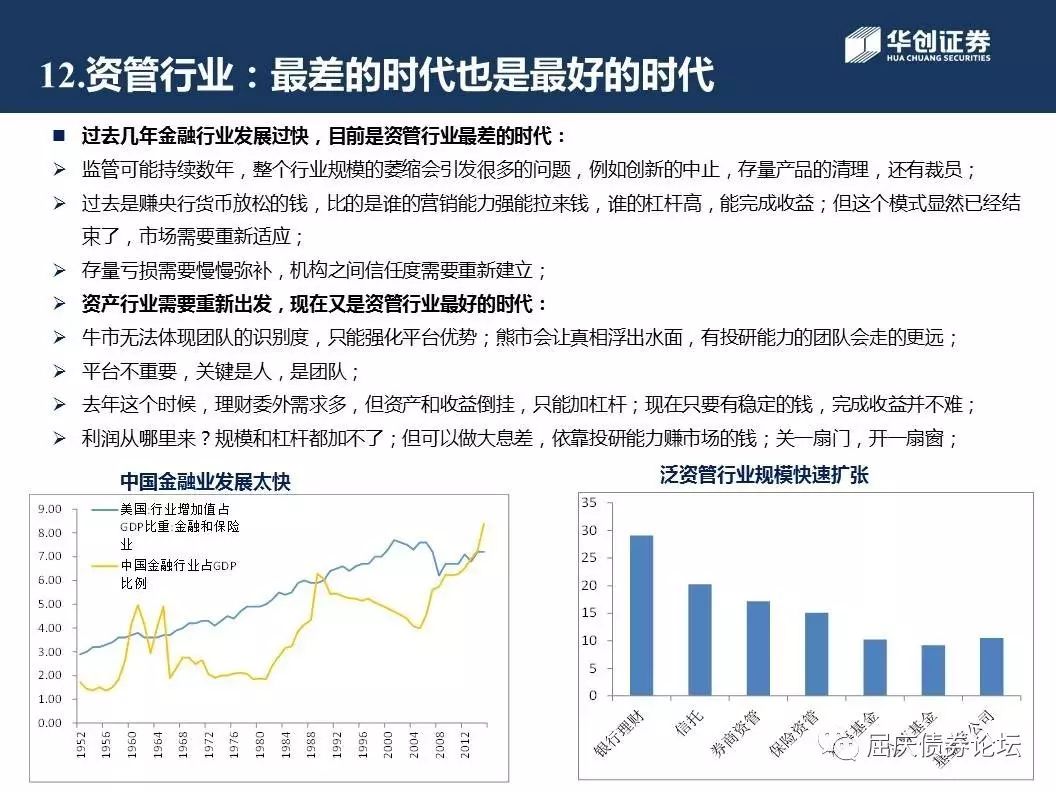 华创证券
HUA CHUANG SECURITIES
12.资管行业：最差的时代也是最好的时代
过去几年金融行业发展过快，目前是资管行业最差的时代：
监管可能持续数年，整个行业规模的萎缩会引发很多的问题，例如创新的中止，存量产品的清理，还有裁员；
过去是赚央行货币放松的钱，比的是谁的营销能力强能拉来钱，谁的杠杆高，能完成收益；但这个模式显然已经结
束了，市场需要重新适应；
存量亏损需要慢慢弥补，机构之间信任度需要重新建立；
资产行业需要重新出发，现在又是资管行业最好的时代：
牛市无法体现团队的识别度，只能强化平台优势；熊市会让真相浮出水面，有投研能力的团队会走的更远；
平台不重要，关键是人，是团队；
去年这个时候，理财委外需求多，但资产和收益倒挂，只能加杠杆；现在只要有稳定的钱，完成收益并不难；
利润从哪里来？规模和杠杆都加不了；但可以做大息差，依靠投研能力赚市场的钱；关一扇门，开一扇窗；
中国金融业发展太快
9.00
8.00
7.00
6.00
5.00
4.00
3.00
2.00
1.00
0.00
美国:行业增加值占
GDP比重:金融和保险
业
中国金融行业占GDP
比例
1952
1956
1960
1964
1968
1972
1976
1980
1984
1988
1992
1996
2000
2004
2008
2012
泛资管行业规模快速扩张
35
30
25
20
15
10
5
0
银行理财
信托
券商资管
保险资管
基金
基金
公司
屈庆债券论坛